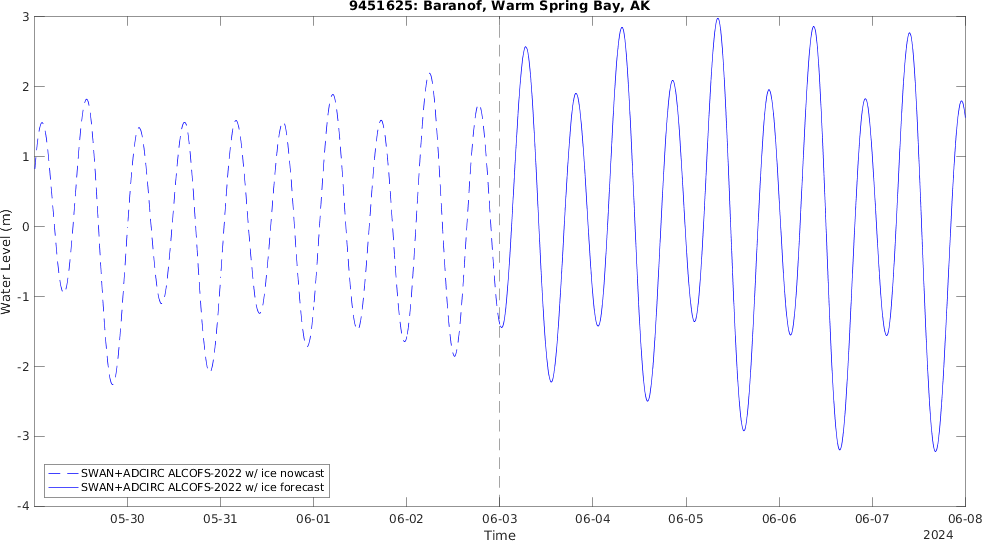 9451625: Baranof, Warm Spring Bay, AK
3
2
1
0
-1
-2
-3
-4
Water Level (m)
SWAN+ADCIRC ALCOFS-2022 w/ ice nowcast
SWAN+ADCIRC ALCOFS-2022 w/ ice forecast
05-30 05-31 06-01 06-02 06-03 06-04 06-05 06-06 06-07 06-08
Time
2024